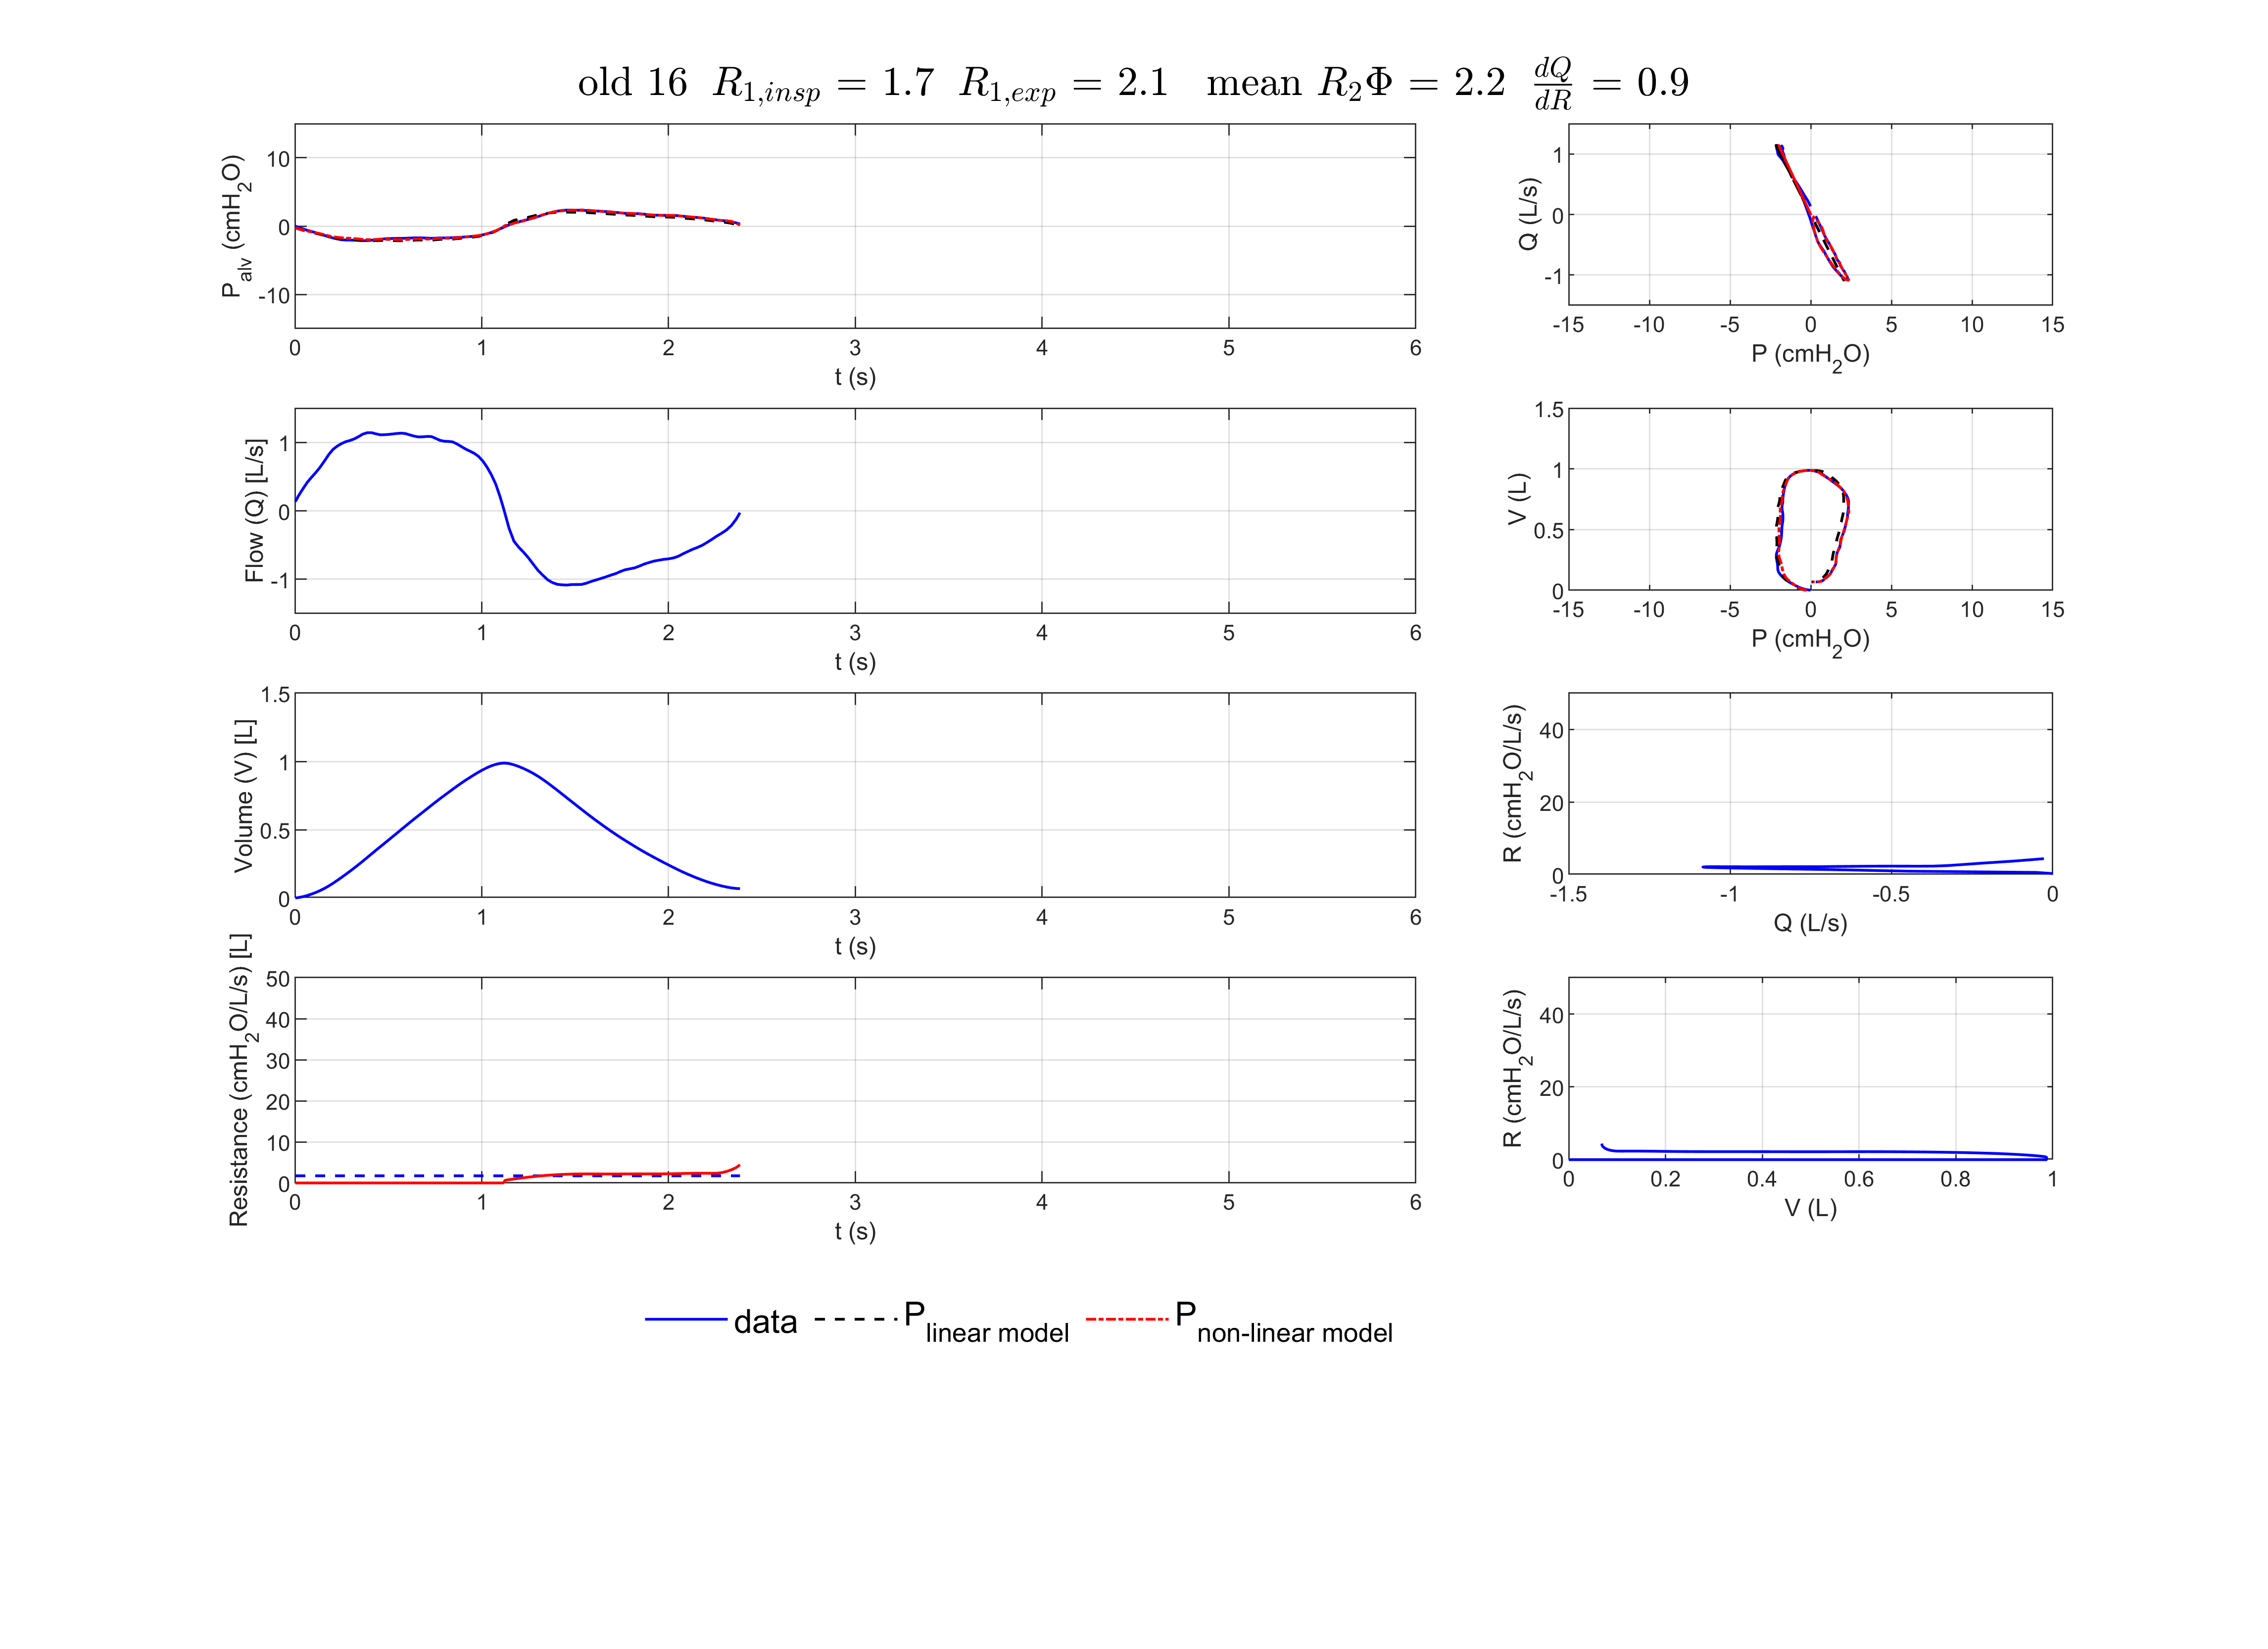 old 16 R₁,insp = 1.7 R₁,exp = 2.1 mean R₂Φ = 2.2 dQ/dR = 0.9
P_alv (cmH₂O)
10
0
-10
0 1 2 3 4 5 6
t (s)
Q (L/s)
1
0
-1
-15 -10 -5 0 5 10 15
P (cmH₂O)
Flow (Q) [L/s]
1
0
-1
0 1 2 3 4 5 6
t (s)
V (L)
1.5
1
0.5
0
-15 -10 -5 0 5 10 15
P (cmH₂O)
Volume (V) [L]
1.5
1
0.5
0
0 1 2 3 4 5 6
t (s)
R (cmH₂O/L/s)
40
20
0
-1.5 -1 -0.5 0
Q (L/s)
Resistance (cmH₂O/L/s) [L]
50
40
30
20
10
0
0 1 2 3 4 5 6
t (s)
R (cmH₂O/L/s)
40
20
0
0 0.2 0.4 0.6 0.8 1
V (L)
data P_linear model P_non-linear model